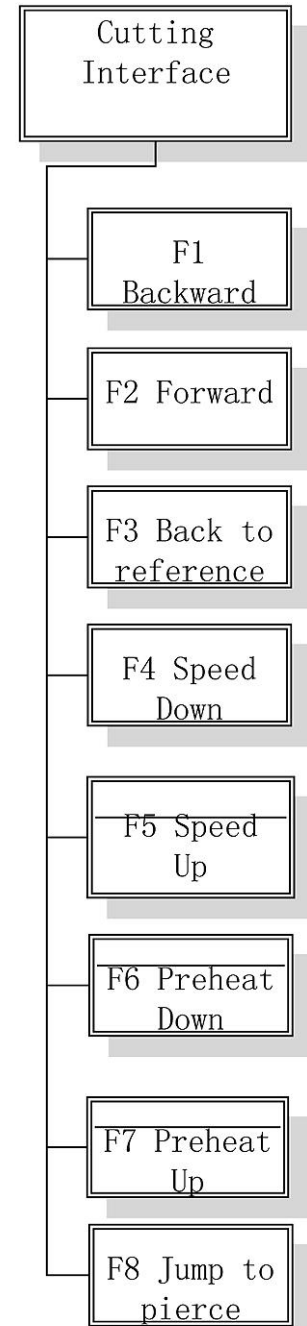 Cutting
Interface
F1
Backward
F2 Forward
F3 Back to
reference
F4 Speed
Down
F5 Speed
Up
F6 Preheat
Down
F7 Preheat
Up
F8 Jump to
pierce